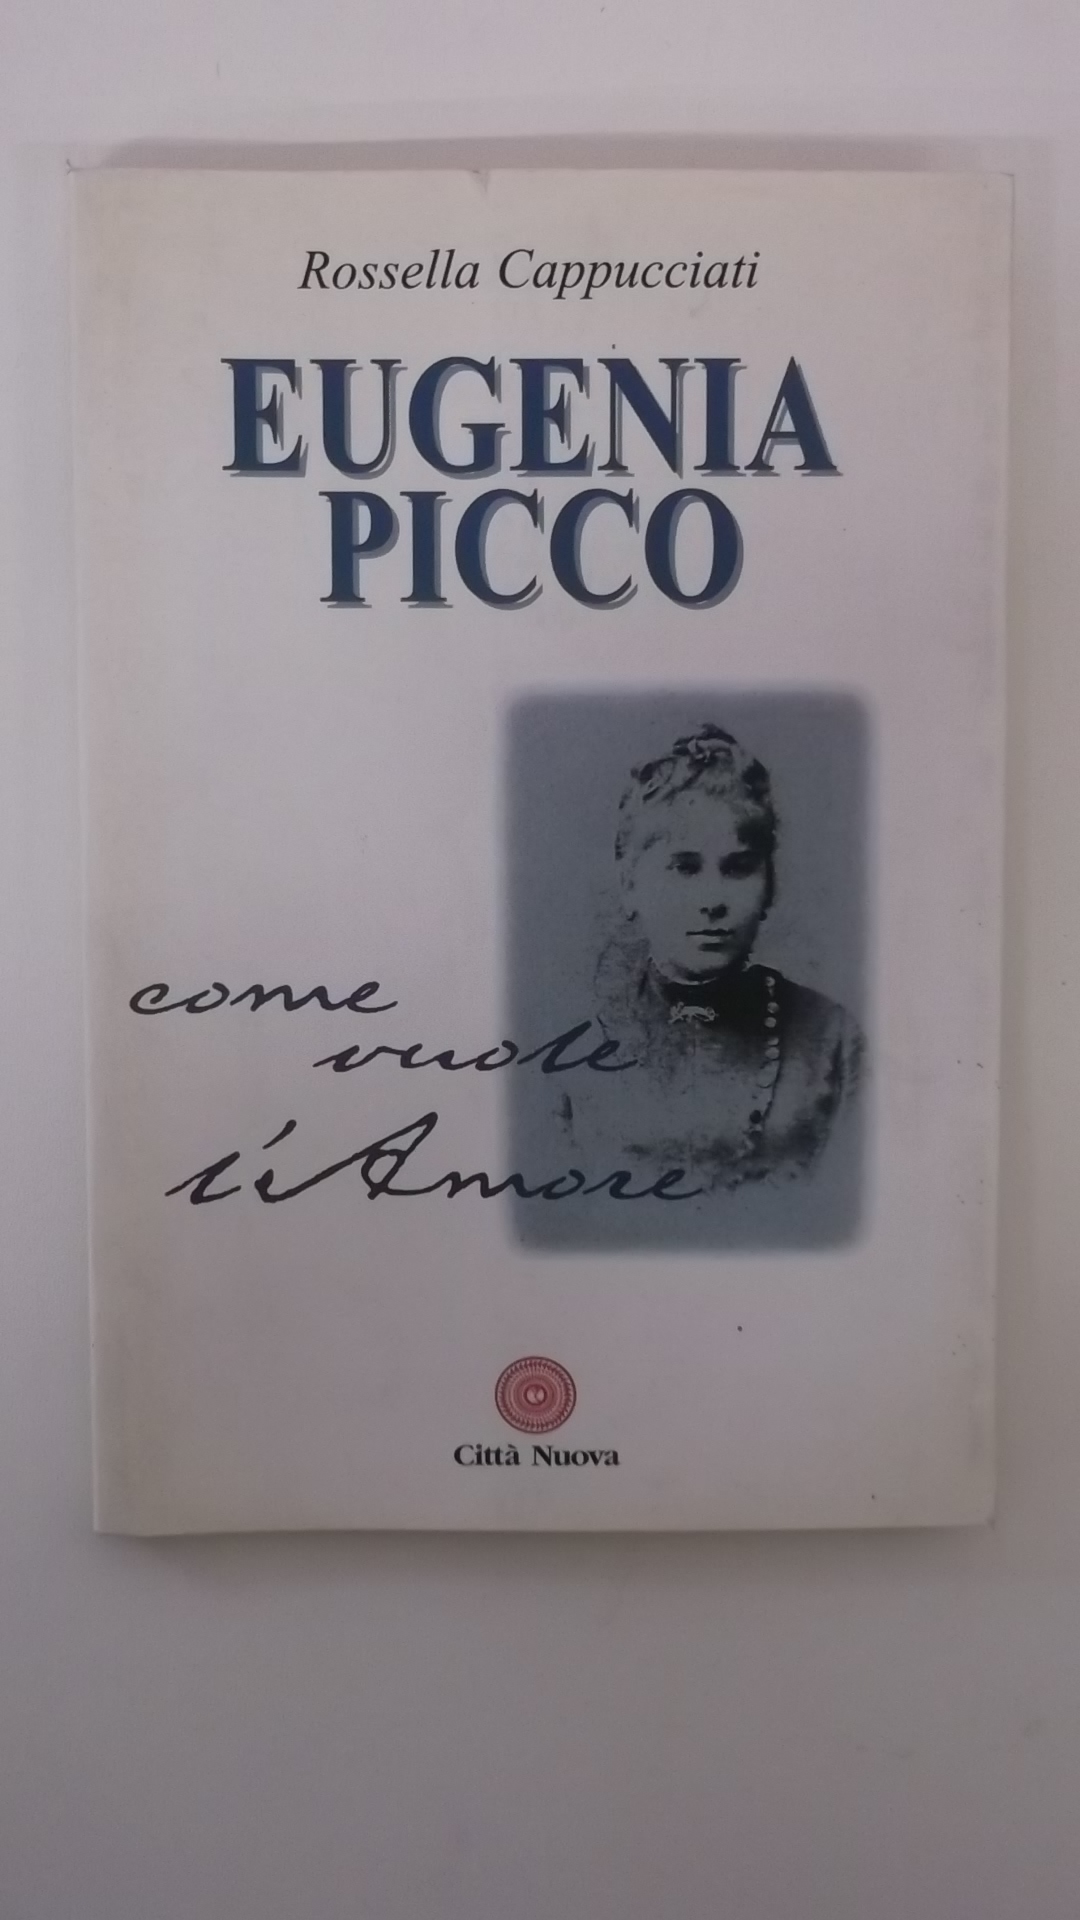 Rossella Cappucciati
EUGENIA
PICCO
come
vuole
l'Amore
Città Nuova